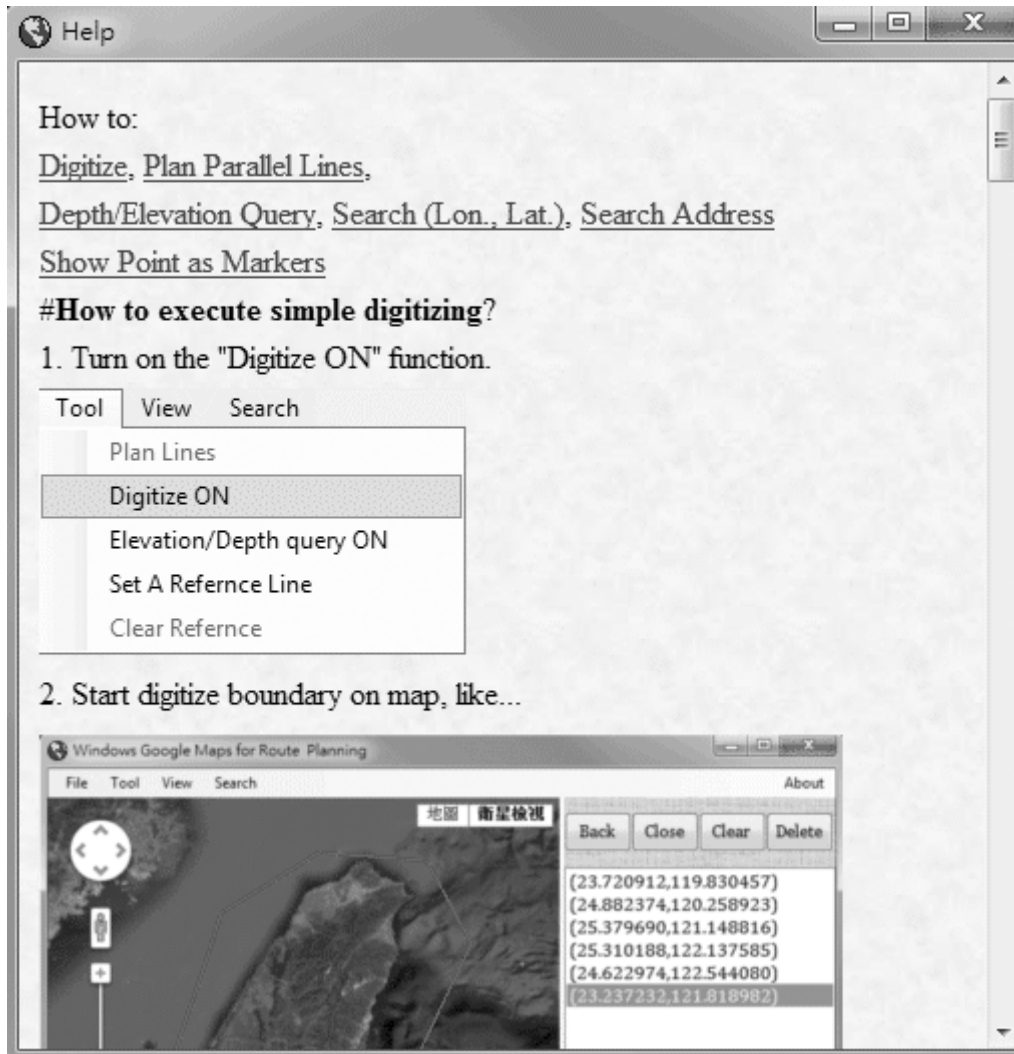 Help
How to:
Digitize, Plan Parallel Lines,
Depth/Elevation Query, Search (Lon., Lat.), Search Address
Show Point as Markers
#How to execute simple digitizing?
1. Turn on the "Digitize ON" function.
Tool View Search
Plan Lines
Digitize ON
Elevation/Depth query ON
Set A Refernce Line
Clear Refernce
2. Start digitize boundary on map, like...
Windows Google Maps for Route Planning
File Tool View Search About
地圖 衛星檢視
Back Close Clear Delete
(23.720912,119.830457)
(24.882374,120.258923)
(25.379690,121.148816)
(25.310188,122.137585)
(24.622974,122.544080)
(23.237232,121.818982)